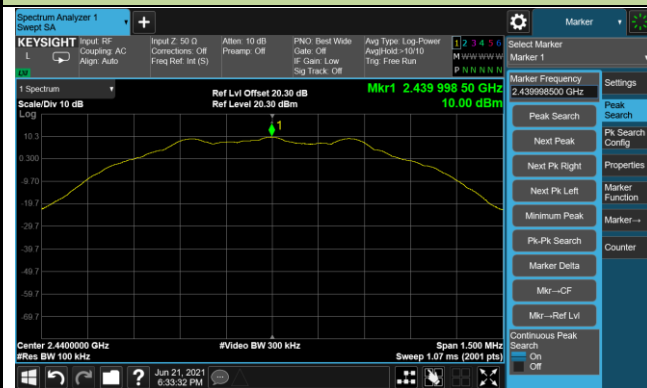 Spectrum Analyzer 1
Swept SA
+
Marker
KEYSIGHT
L
Input: RF
Coupling: AC
Align: Auto
Input Z: 50 Ω
Corrections: Off
Freq Ref: Int (S)
Atten: 10 dB
Preamp: Off
PNO: Best Wide
Gate: Off
IF Gain: Low
Sig Track: Off
Avg Type: Log-Power
Avg|Hold:>10/10
Trig: Free Run
1 2 3 4 5 6
M W W W W W
P N N N N N
Select Marker
Marker 1
1 Spectrum
Scale/Div 10 dB
Log
Ref Lvl Offset 20.30 dB
Ref Level 20.30 dBm
Mkr1 2.439 998 50 GHz
10.00 dBm
1
10.3
0.300
-9.70
-19.7
-29.7
-39.7
-49.7
-59.7
-69.7
Center 2.4400000 GHz
#Res BW 100 kHz
#Video BW 300 kHz
Span 1.500 MHz
Sweep 1.07 ms (2001 pts)
Marker Frequency
2.439998500 GHz
Peak Search
Next Peak
Next Pk Right
Next Pk Left
Minimum Peak
Pk-Pk Search
Marker Delta
Mkr→CF
Mkr→Ref Lvl
Continuous Peak
Search
On
Off
Settings
Peak
Search
Pk Search
Config
Properties
Marker
Function
Marker→
Counter
?
Jun 21, 2021
6:33:32 PM